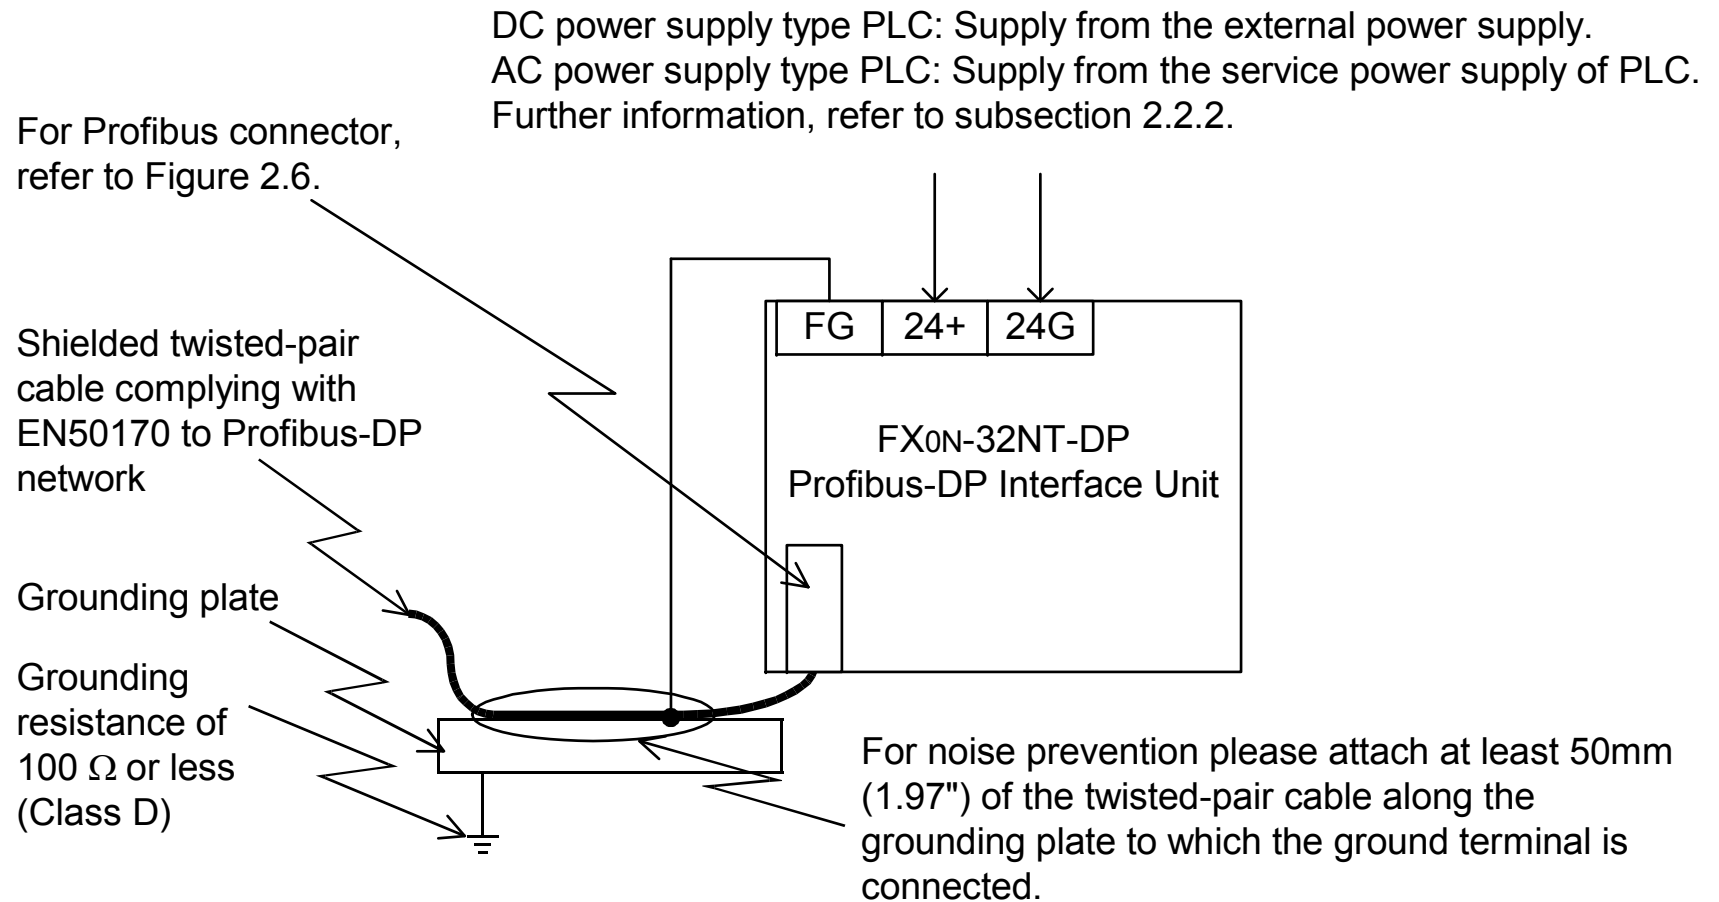 DC power supply type PLC: Supply from the external power supply.
AC power supply type PLC: Supply from the service power supply of PLC.
Further information, refer to subsection 2.2.2.
For Profibus connector,
refer to Figure 2.6.
FG 24+ 24G
Shielded twisted-pair
cable complying with
EN50170 to Profibus-DP
network
FX0N-32NT-DP
Profibus-DP Interface Unit
Grounding plate
Grounding
resistance of
100 Ω or less
(Class D)
For noise prevention please attach at least 50mm
(1.97") of the twisted-pair cable along the
grounding plate to which the ground terminal is
connected.